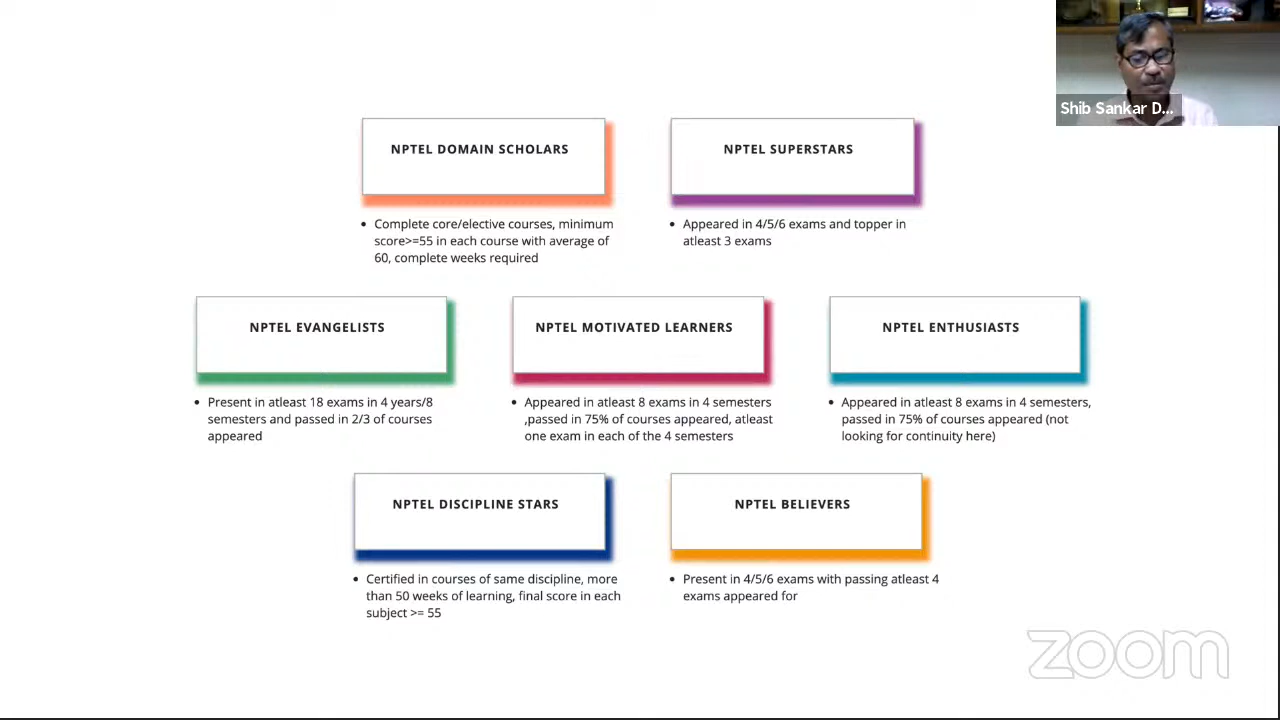 Shib Sankar D...
NPTEL DOMAIN SCHOLARS
• Complete core/elective courses, minimum
score>=55 in each course with average of
60, complete weeks required
NPTEL SUPERSTARS
• Appeared in 4/5/6 exams and topper in
atleast 3 exams
NPTEL EVANGELISTS
• Present in atleast 18 exams in 4 years/8
semesters and passed in 2/3 of courses
appeared
NPTEL MOTIVATED LEARNERS
• Appeared in atleast 8 exams in 4 semesters
,passed in 75% of courses appeared, atleast
one exam in each of the 4 semesters
NPTEL ENTHUSIASTS
• Appeared in atleast 8 exams in 4 semesters,
passed in 75% of courses appeared (not
looking for continuity here)
NPTEL DISCIPLINE STARS
• Certified in courses of same discipline, more
than 50 weeks of learning, final score in each
subject >= 55
NPTEL BELIEVERS
• Present in 4/5/6 exams with passing atleast 4
exams appeared for
zoom